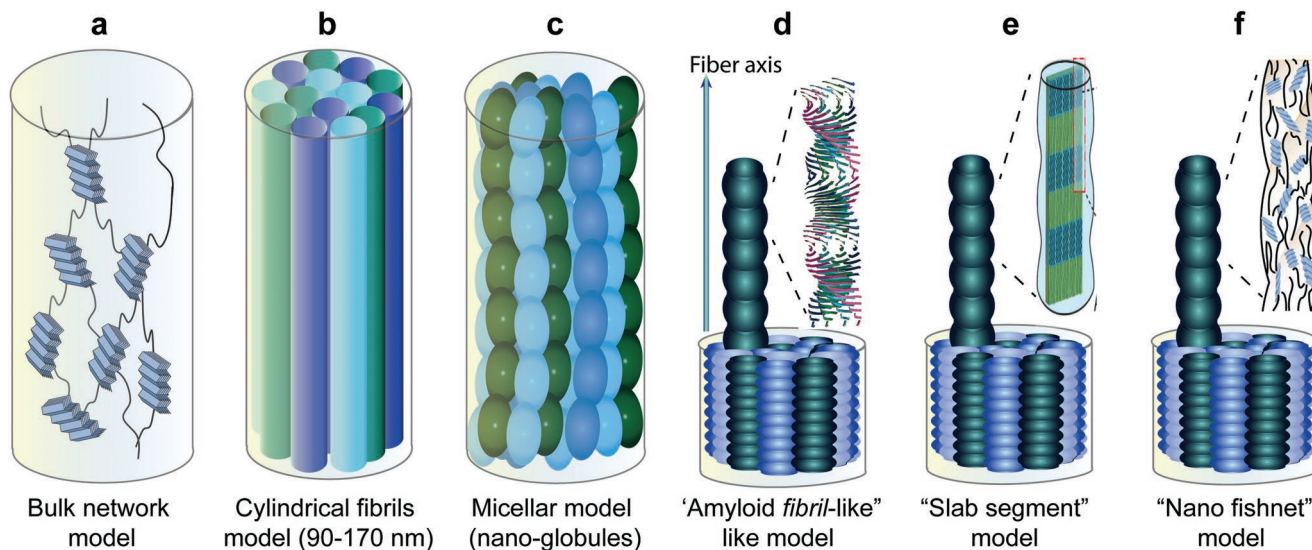 a
b
c
d
e
f
Fiber axis
Bulk network
model
Cylindrical fibrils
model (90-170 nm)
Micellar model
(nano-globules)
‘Amyloid fibril-like”
like model
“Slab segment”
model
“Nano fishnet”
model